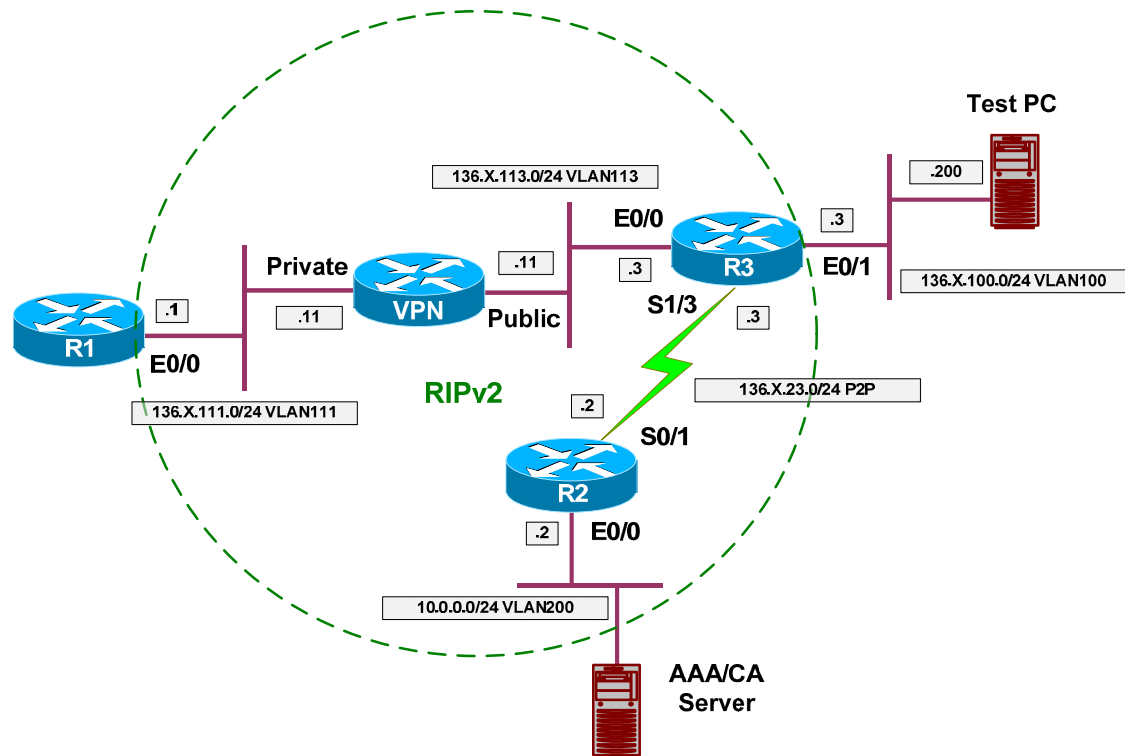 Test PC
136.X.113.0/24 VLAN113
.200
E0/0
.3
Private
.11
.3
R3
E0/1
VPN
136.X.100.0/24 VLAN100
.1
.11
Public
S1/3
.3
R1
E0/0
RIPv2
136.X.23.0/24 P2P
136.X.111.0/24 VLAN111
.2
S0/1
R2
.2
E0/0
10.0.0.0/24 VLAN200
AAA/CA
Server